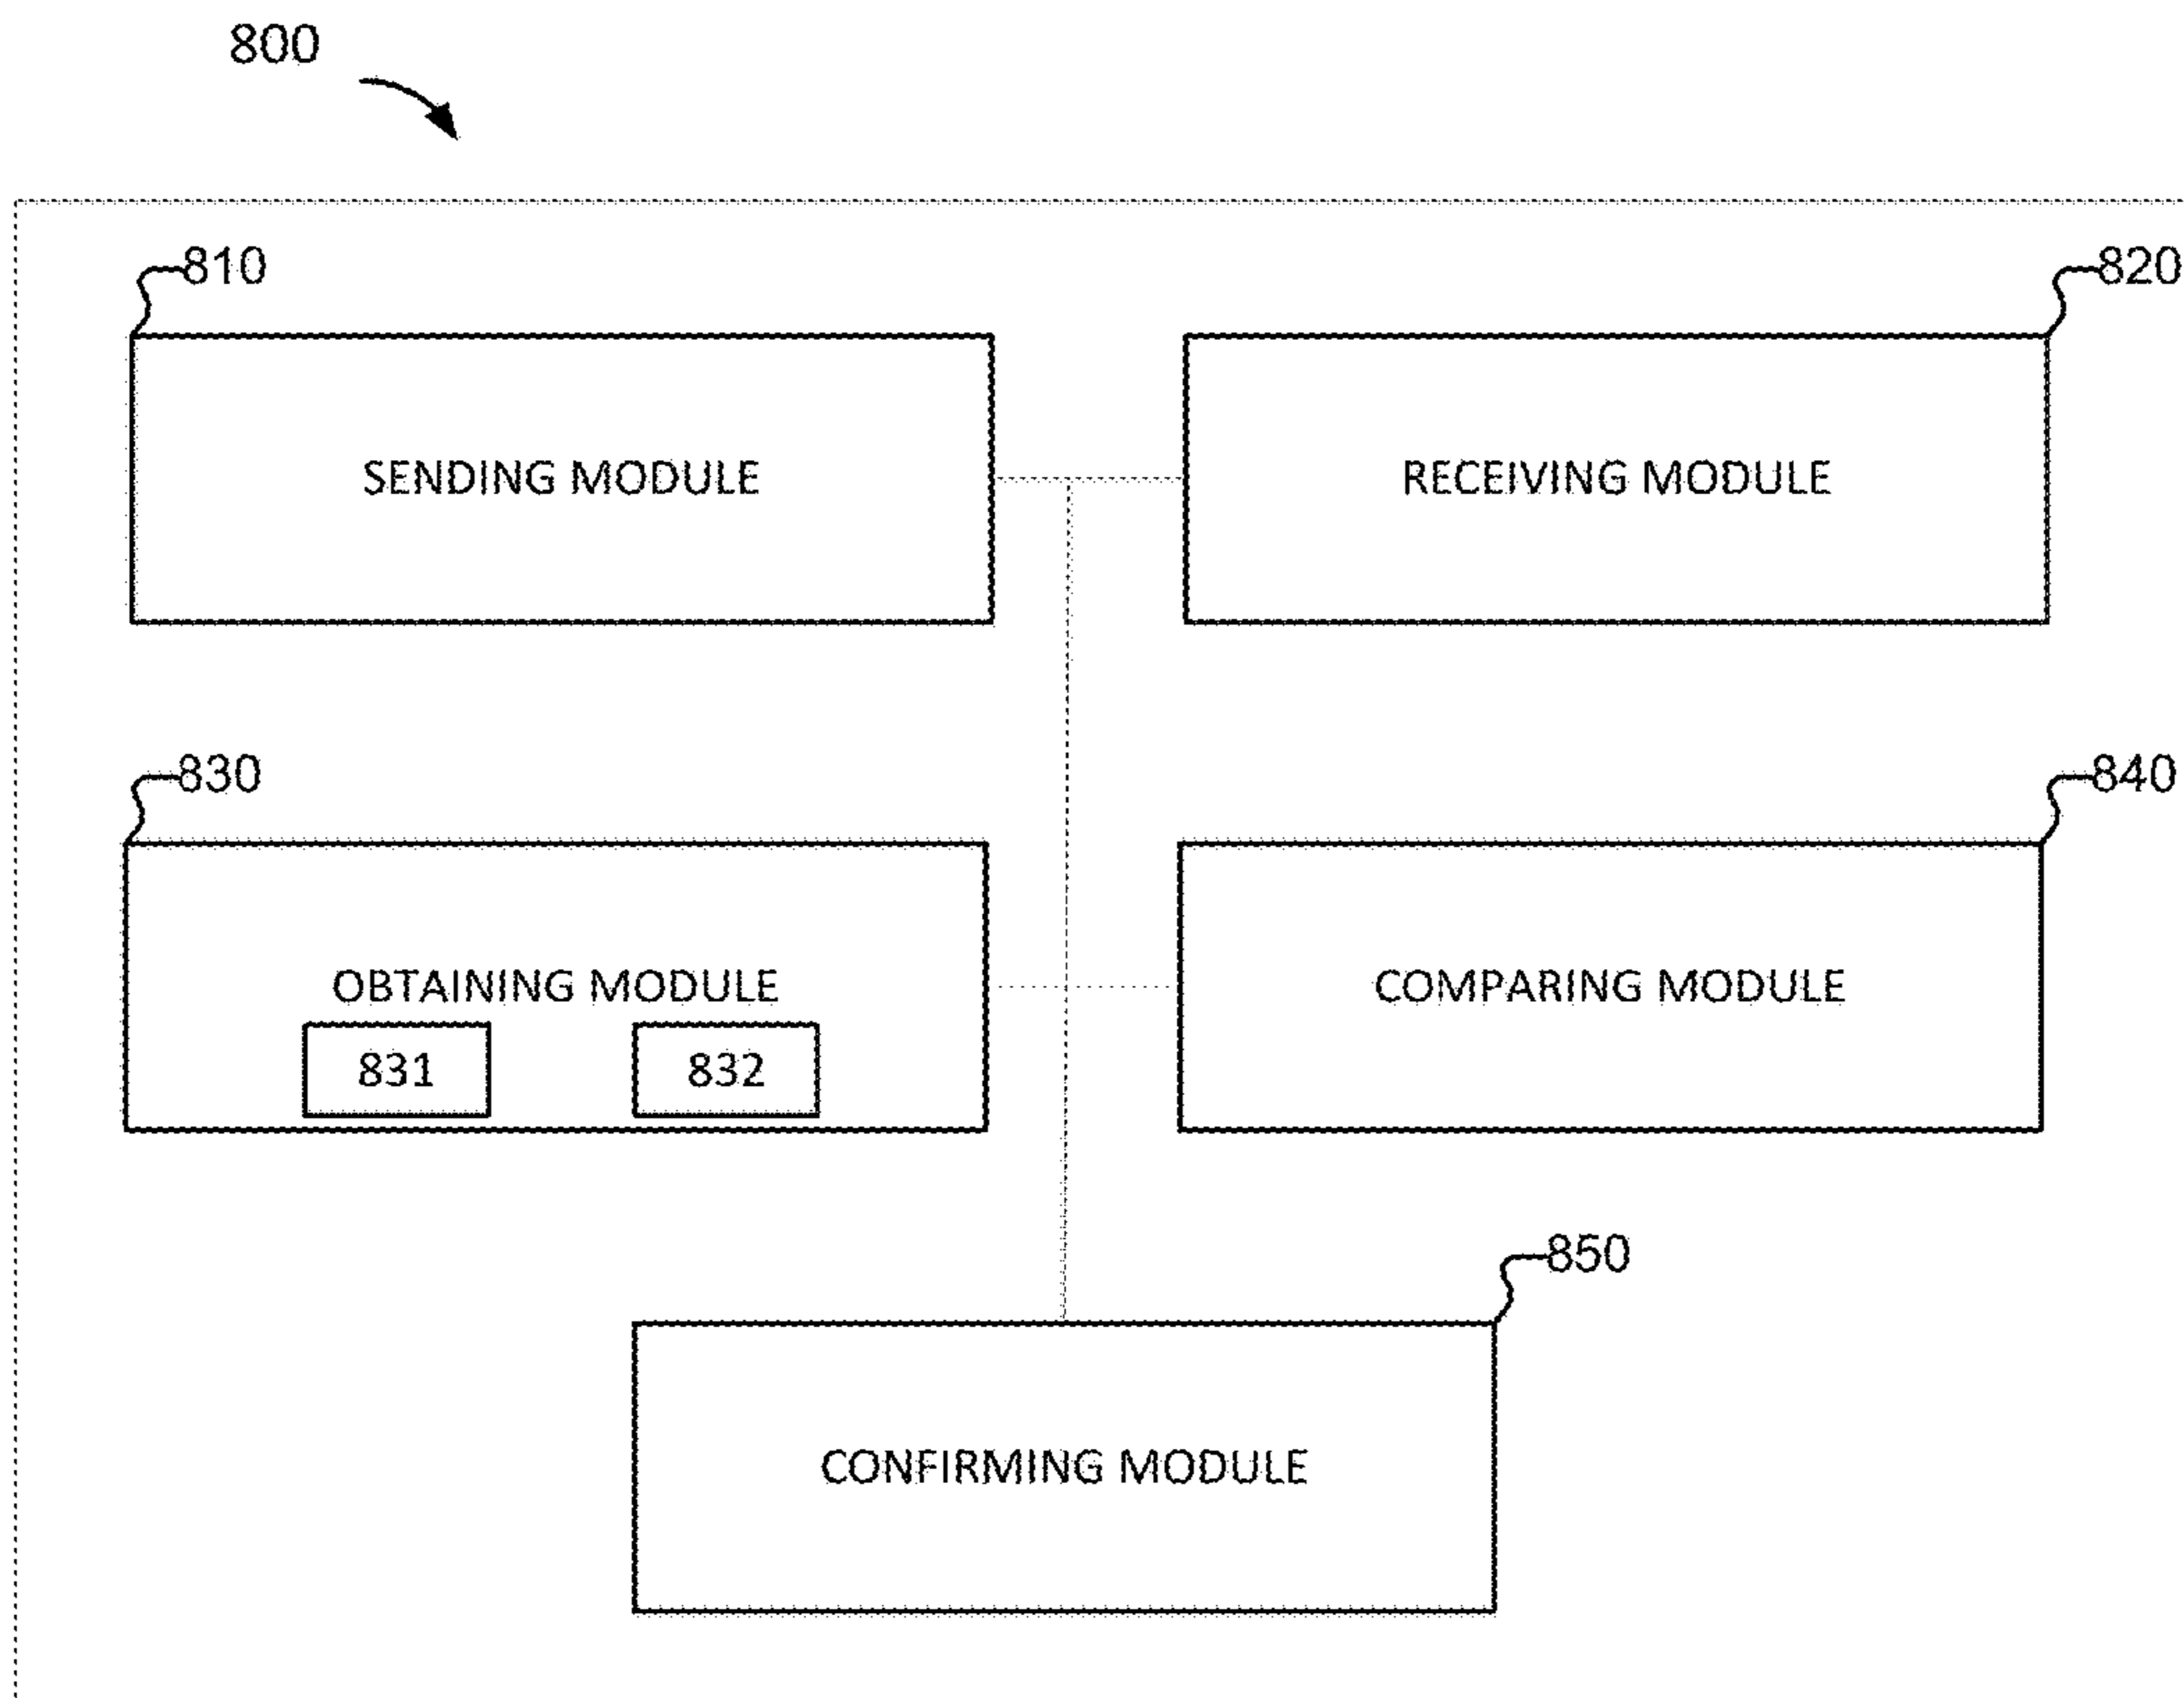 800
810
820
SENDING MODULE
RECEIVING MODULE
830
840
OBTAINING MODULE
COMPARING MODULE
831
832
850
CONFIRMING MODULE